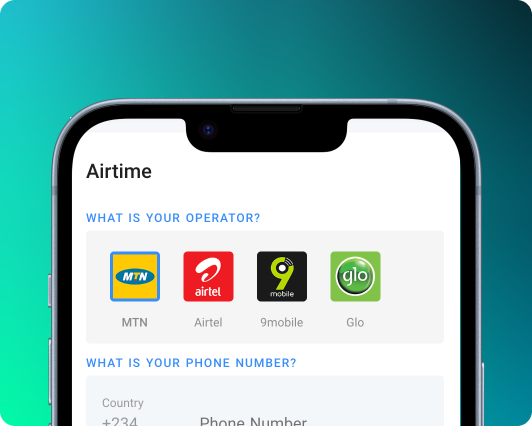 Airtime
WHAT IS YOUR OPERATOR?
MTN
airtel
9
mobile
glo
MTN
Airtel
9mobile
Glo
WHAT IS YOUR PHONE NUMBER?
Country
+234
Phone Number